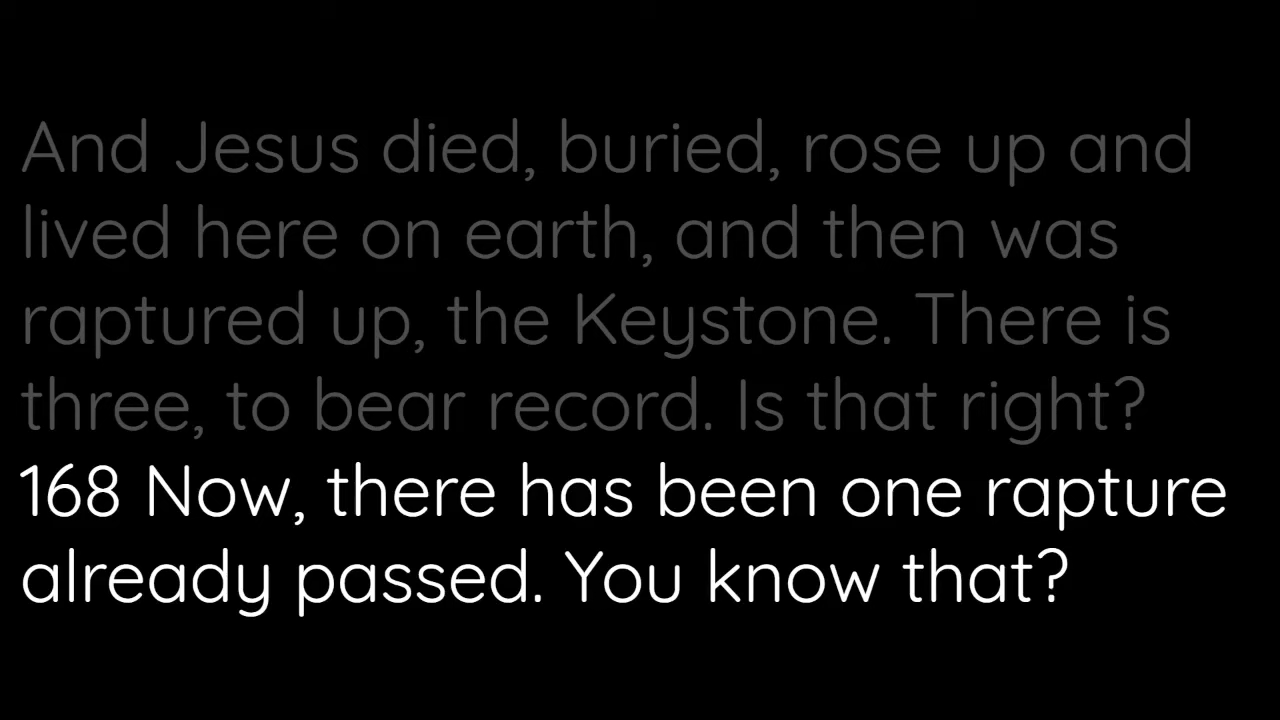 And Jesus died, buried, rose up and
lived here on earth, and then was
raptured up, the Keystone. There is
three, to bear record. Is that right?
168 Now, there has been one rapture
already passed. You know that?